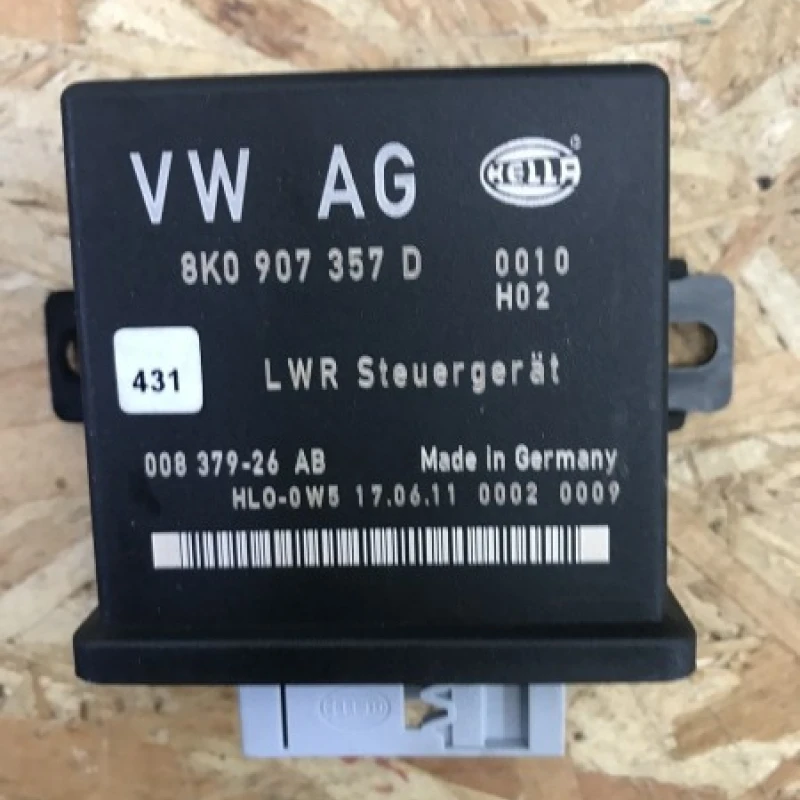 VW AG HELLA ®
8K0 907 357 D 0010
H02
431 LWR Steuergerät
008 379-26 AB Made in Germany
HLO-0W5 17.06.11 0002 0009
HELLA